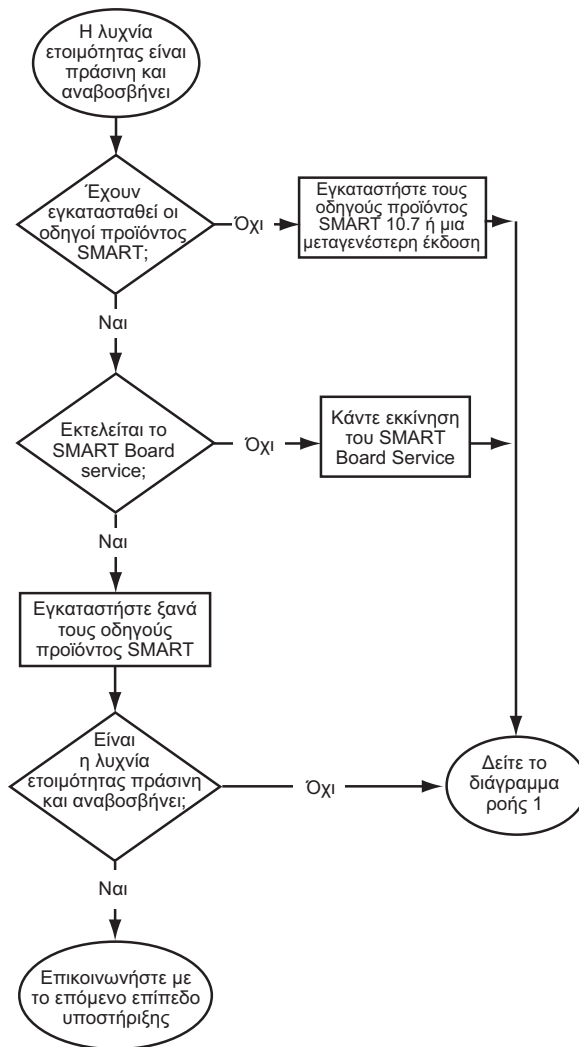 Η λυχνία
ετοιμότητας είναι
πράσινη και
αναβοσβήνει
Έχουν
εγκατασταθεί οι
οδηγοί προϊόντος
SMART;
Όχι
Εγκαταστήστε τους
οδηγούς προϊόντος
SMART 10.7 ή μια
μεταγενέστερη έκδοση
Ναι
Εκτελείται το
SMART Board
service;
Όχι
Κάντε εκκίνηση
του SMART
Board Service
Ναι
Εγκαταστήστε ξανά
τους οδηγούς
προϊόντος SMART
Είναι
η λυχνία
ετοιμότητας πράσινη
και αναβοσβήνει;
Όχι
Δείτε το
διάγραμμα
ροής 1
Ναι
Επικοινωνήστε με
το επόμενο επίπεδο
υποστήριξης